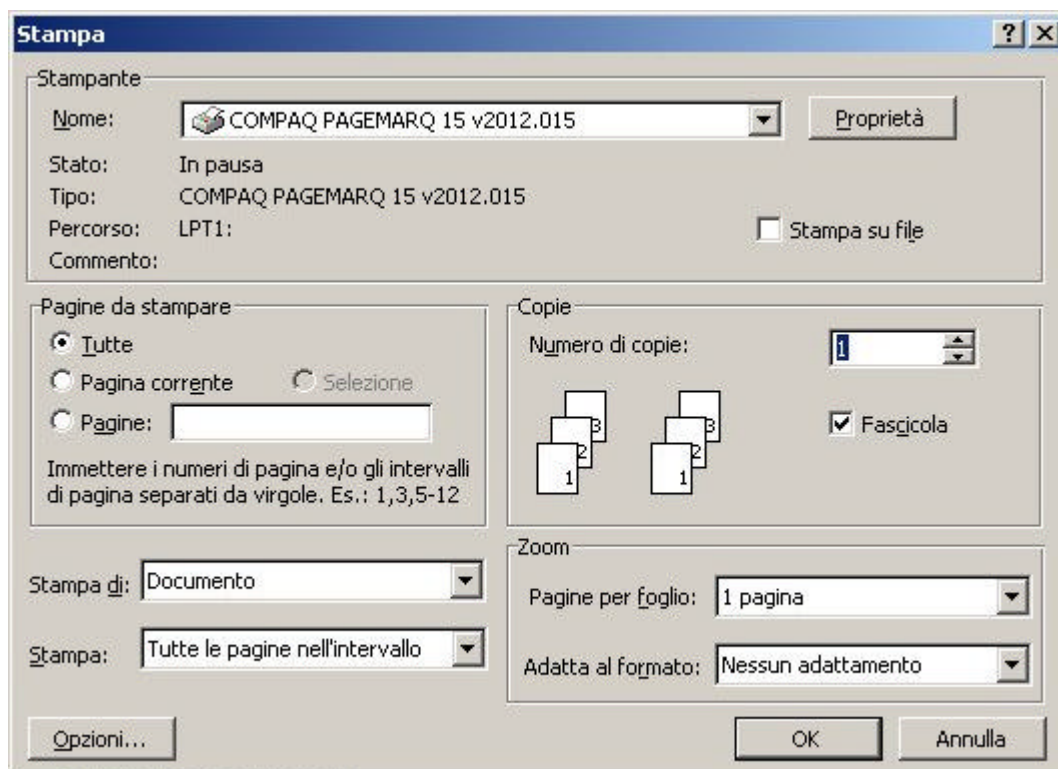 Stampa
Stampante
Nome: COMPAQ PAGEMARQ 15 v2012.015 Proprietà
Stato: In pausa
Tipo: COMPAQ PAGEMARQ 15 v2012.015
Percorso: LPT1: Stampa su file
Commento:
Pagine da stampare
Tutte
Pagina corrente Selezione
Pagine:
Immettere i numeri di pagina e/o gli intervalli
di pagina separati da virgole. Es.: 1,3,5-12
Copie
Numero di copie: 1
3 3
2 2
1 1
Fascicola
Stampa di: Documento
Stampa: Tutte le pagine nell'intervallo
Zoom
Pagine per foglio: 1 pagina
Adatta al formato: Nessun adattamento
Opzioni... OK Annulla